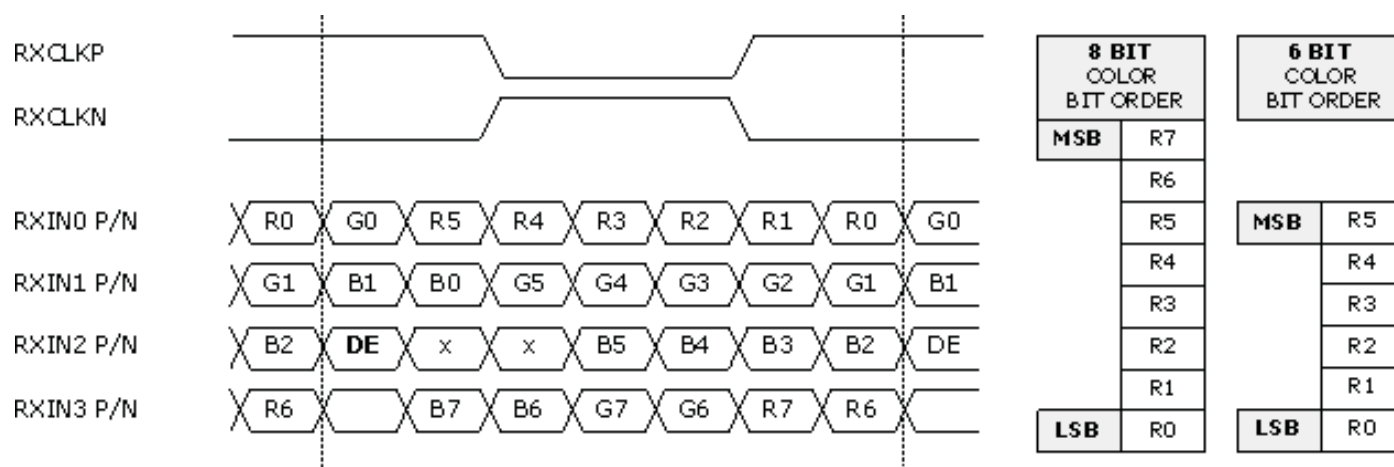 RXCLKP
RXCLKN
RXIN0 P/N R0 G0 R5 R4 R3 R2 R1 R0 G0
RXIN1 P/N G1 B1 B0 G5 G4 G3 G2 G1 B1
RXIN2 P/N B2 DE x x B5 B4 B3 B2 DE
RXIN3 P/N R6 B7 B6 G7 G6 R7 R6
8 BIT
COLOR
BIT ORDER
MSB R7
R6
R5
R4
R3
R2
R1
LSB R0
6 BIT
COLOR
BIT ORDER
MSB R5
R4
R3
R2
R1
LSB R0